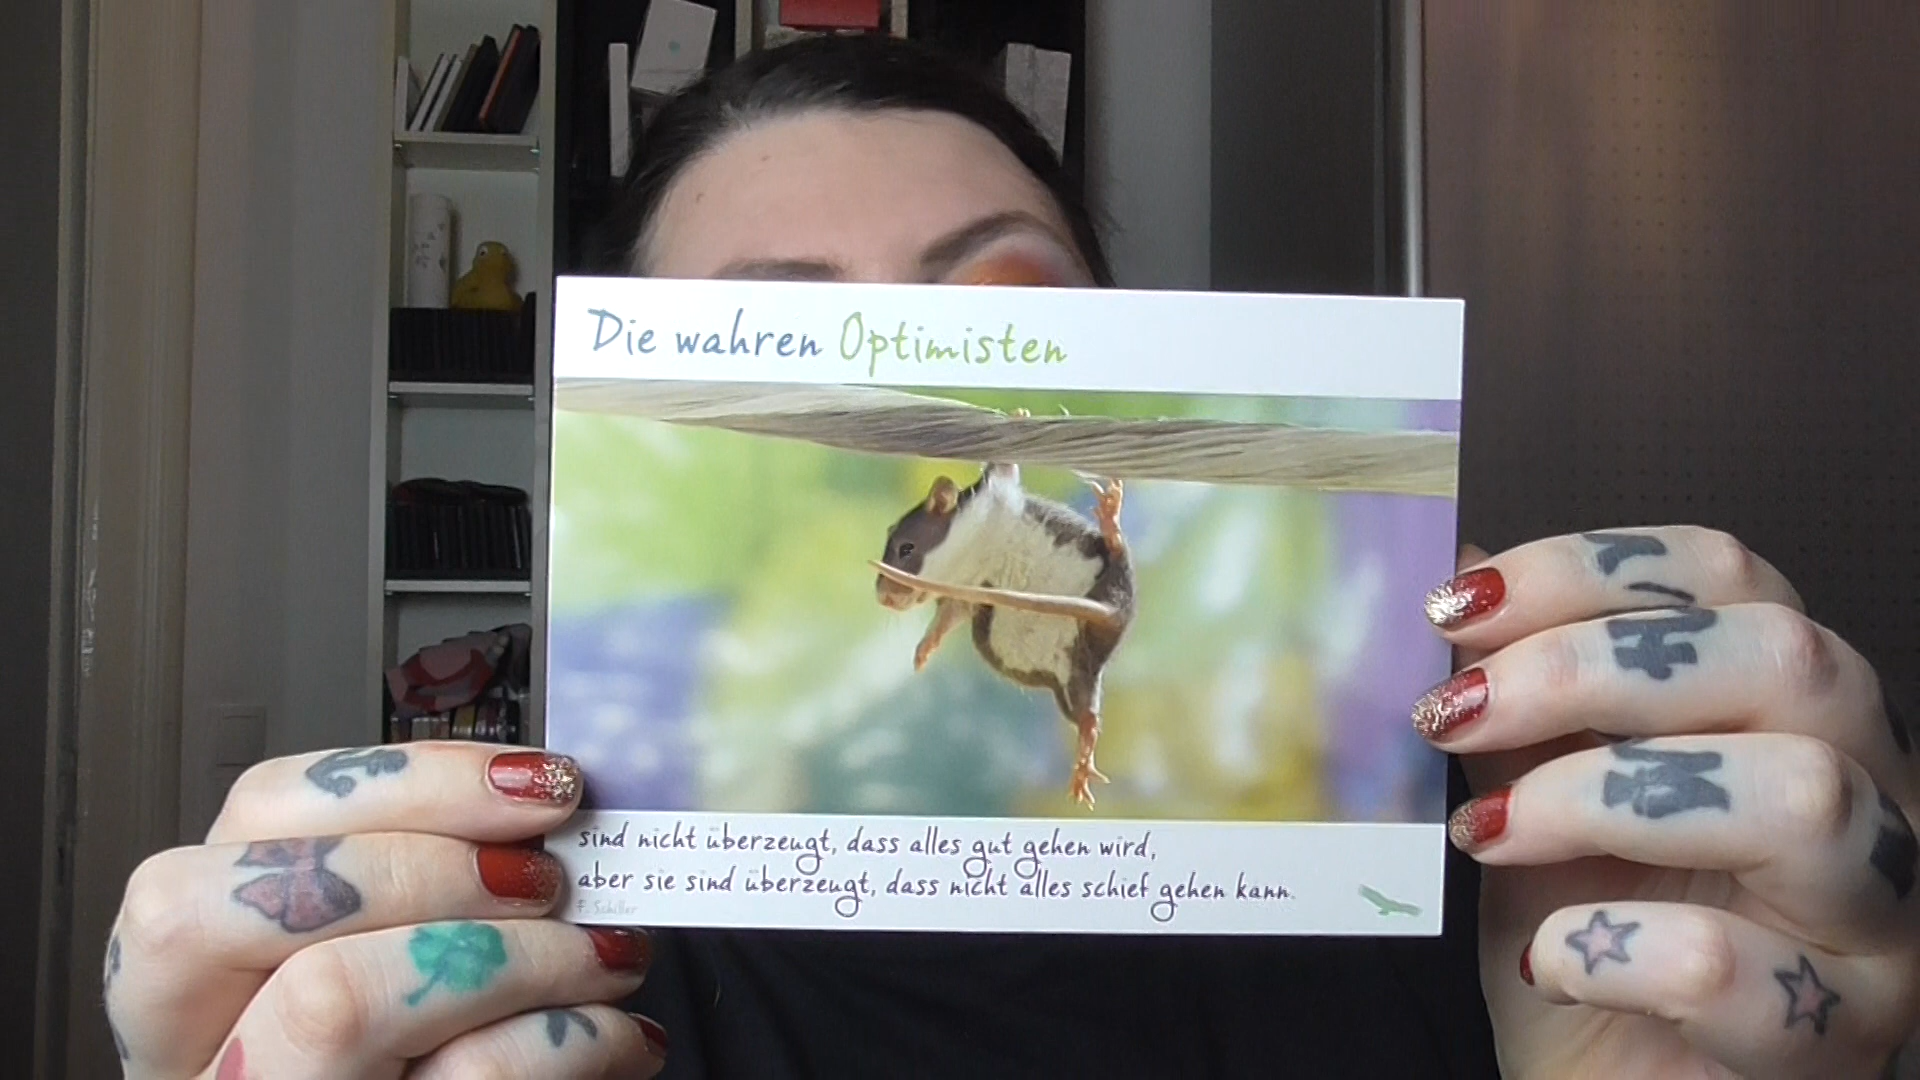 Die wahren Optimisten
sind nicht überzeugt, dass alles gut gehen wird,
aber sie sind überzeugt, dass nicht alles schief gehen kann.
F. Schiller